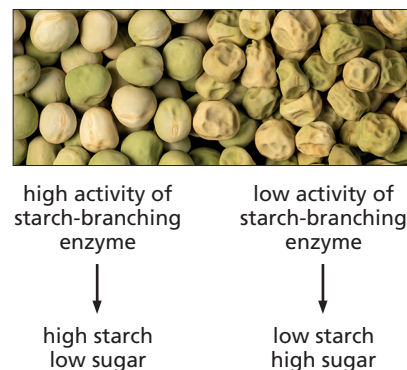 high activity of
starch-branching
enzyme
low activity of
starch-branching
enzyme
high starch
low sugar
low starch
high sugar